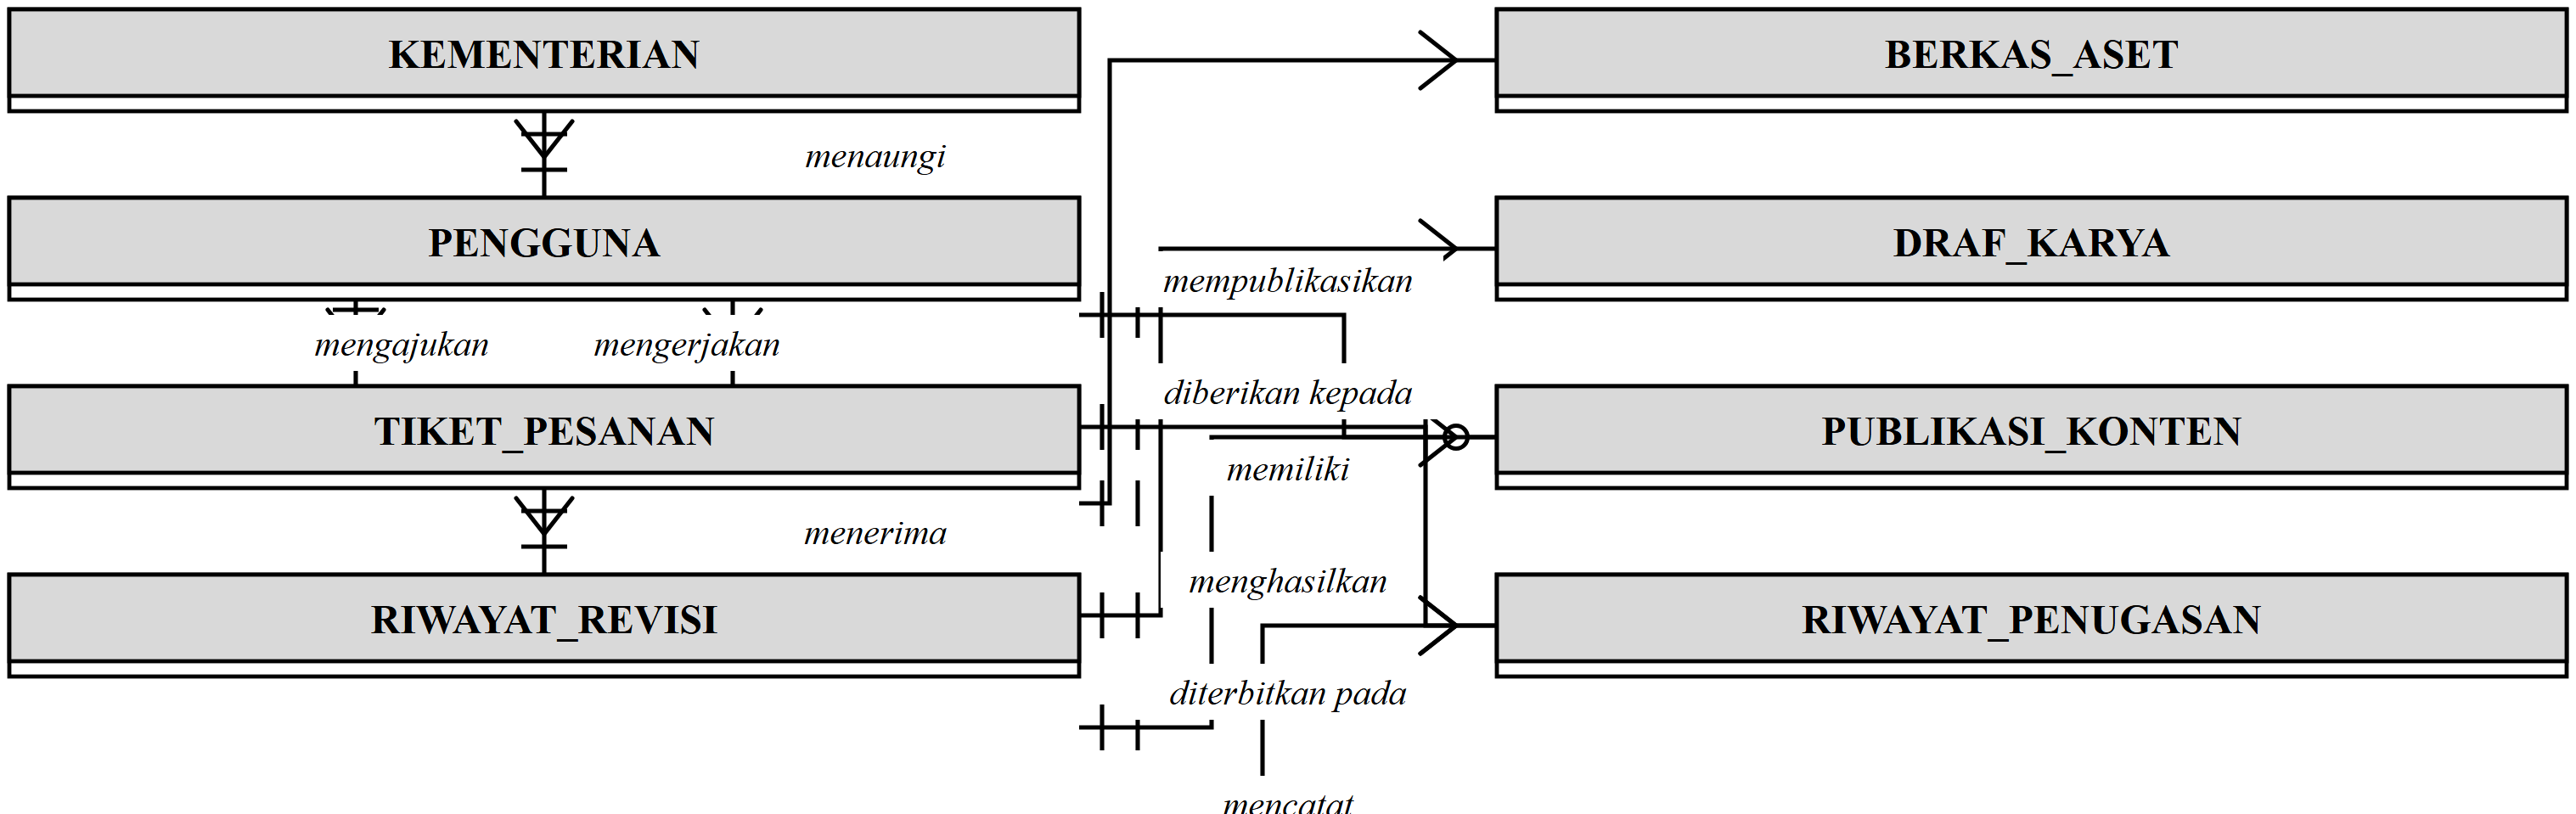 KEMENTERIAN
BERKAS_ASET
menaungi
PENGGUNA
DRAF_KARYA
mempublikasikan
mengajukan
mengerjakan
diberikan kepada
TIKET_PESANAN
PUBLIKASI_KONTEN
memiliki
menerima
menghasilkan
RIWAYAT_REVISI
RIWAYAT_PENUGASAN
diterbitkan pada
mencatat